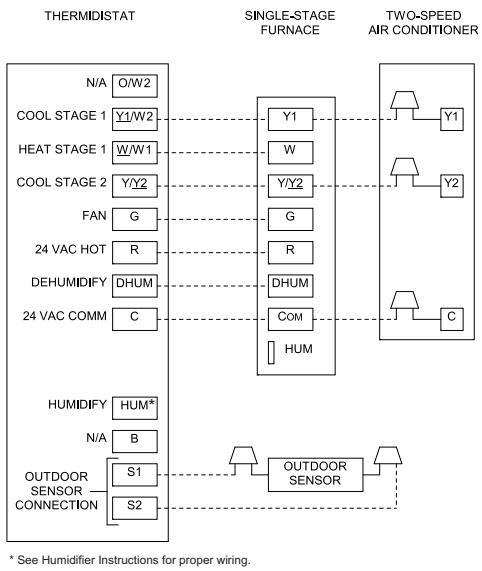 THERMIDISTAT
SINGLE-STAGE
FURNACE
TWO-SPEED
AIR CONDITIONER
N/A O/W2
COOL STAGE 1 Y1/W2 Y1 Y1
HEAT STAGE 1 W/W1 W
COOL STAGE 2 Y/Y2 Y/Y2 Y2
FAN G G
24 VAC HOT R R
DEHUMIDIFY DHUM DHUM
24 VAC COMM C COM C
HUM
HUMIDIFY HUM*
N/A B
OUTDOOR
SENSOR
CONNECTION
S1
S2
OUTDOOR
SENSOR
* See Humidifier Instructions for proper wiring.